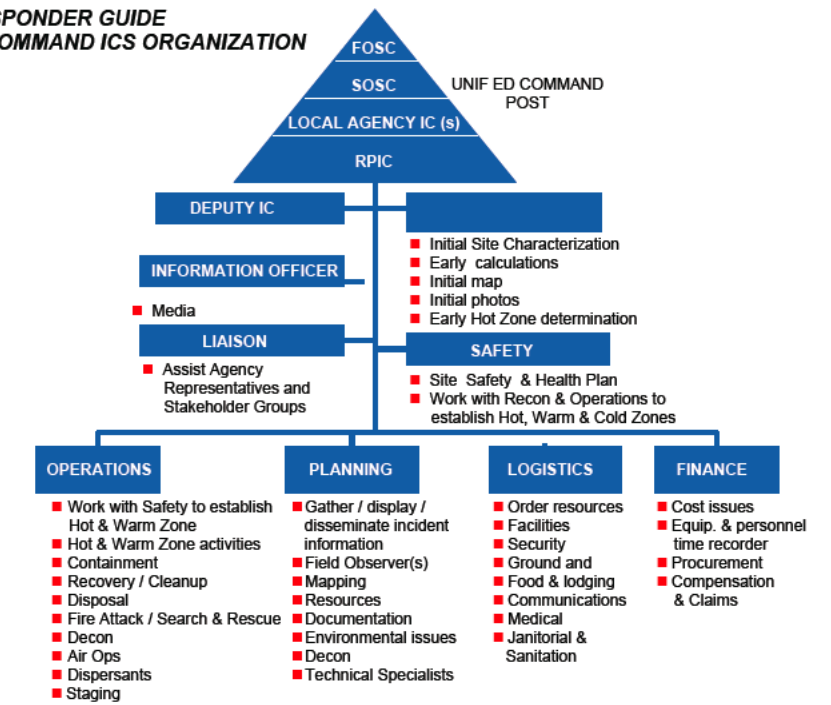 SPONDER GUIDE
OMMAND ICS ORGANIZATION
FOSC
SOSC
LOCAL AGENCY IC (s)
RPIC
UNIF ED COMMAND
POST
DEPUTY IC
Initial Site Characterization
Early calculations
Initial map
Initial photos
Early Hot Zone determination
INFORMATION OFFICER
Media
LIAISON
Assist Agency
Representatives and
Stakeholder Groups
SAFETY
Site Safety & Health Plan
Work with Recon & Operations to
establish Hot, Warm & Cold Zones
OPERATIONS
Work with Safety to establish
Hot & Warm Zone
Hot & Warm Zone activities
Containment
Recovery / Cleanup
Disposal
Fire Attack / Search & Rescue
Decon
Air Ops
Dispersants
Staging
PLANNING
Gather / display /
disseminate incident
information
Field Observer(s)
Mapping
Resources
Documentation
Environmental issues
Decon
Technical Specialists
LOGISTICS
Order resources
Facilities
Security
Ground and
Food & lodging
Communications
Medical
Janitorial &
Sanitation
FINANCE
Cost issues
Equip. & personnel
time recorder
Procurement
Compensation
& Claims